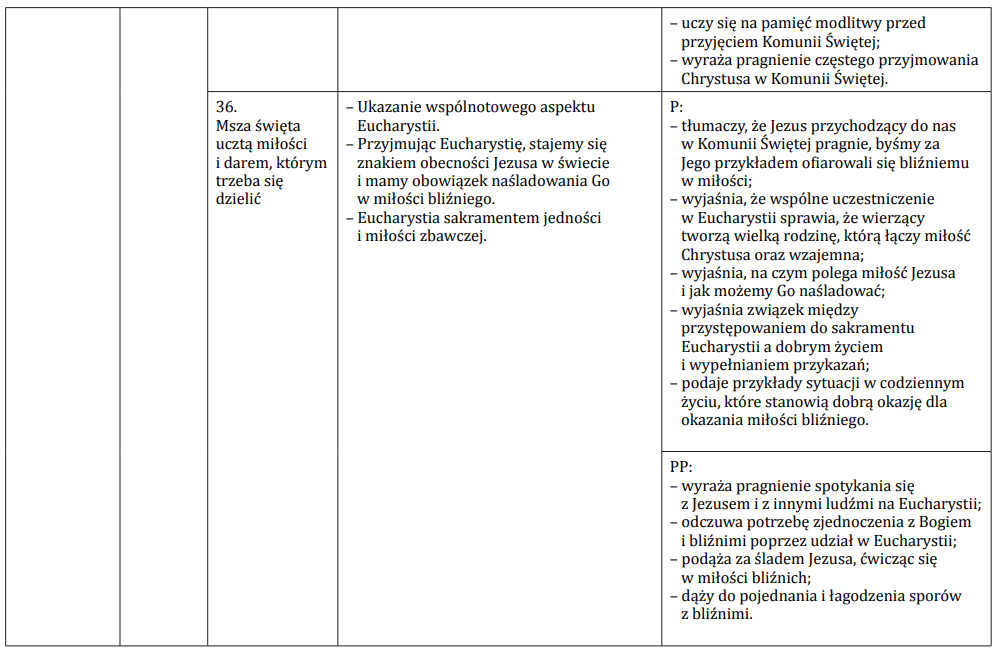 – uczy się na pamięć modlitwy przed
przyjęciem Komunii Świętej;
– wyraża pragnienie częstego przyjmowania
Chrystusa w Komunii Świętej.
36.
Msza święta
ucztą miłości
i darem, którym
trzeba się
dzielić
– Ukazanie wspólnotowego aspektu
Eucharystii.
– Przyjmując Eucharystię, stajemy się
znakiem obecności Jezusa w świecie
i mamy obowiązek naśladowania Go
w miłości bliźniego.
– Eucharystia sakramentem jedności
i miłości zbawczej.
P:
– tłumaczy, że Jezus przychodzący do nas
w Komunii Świętej pragnie, byśmy za
Jego przykładem ofiarowali się bliźniemu
w miłości;
– wyjaśnia, że wspólne uczestniczenie
w Eucharystii sprawia, że wierzący
tworzą wielką rodzinę, którą łączy miłość
Chrystusa oraz wzajemna;
– wyjaśnia, na czym polega miłość Jezusa
i jak możemy Go naśladować;
– wyjaśnia związek między
przystępowaniem do sakramentu
Eucharystii a dobrym życiem
i wypełnianiem przykazań;
– podaje przykłady sytuacji w codziennym
życiu, które stanowią dobrą okazję dla
okazania miłości bliźniego.
PP:
– wyraża pragnienie spotykania się
z Jezusem i z innymi ludźmi na Eucharystii;
– odczuwa potrzebę zjednoczenia z Bogiem
i bliźnimi poprzez udział w Eucharystii;
– podąża za śladem Jezusa, ćwicząc się
w miłości bliźnich;
– dąży do pojednania i łagodzenia sporów
z bliźnimi.